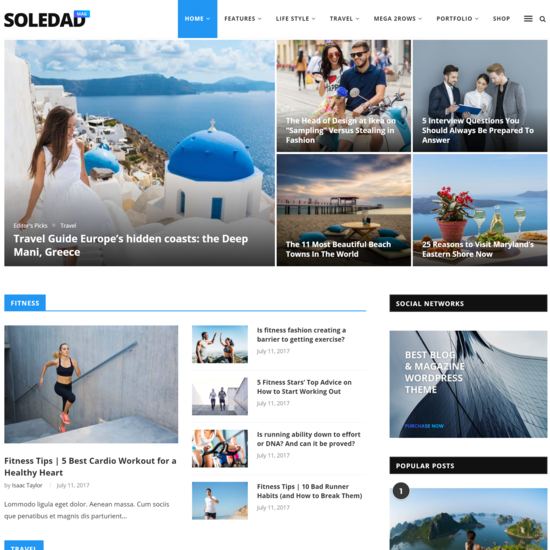 SOLEDAD
MAG
HOME
FEATURES
LIFE STYLE
TRAVEL
MEGA 2ROWS
PORTFOLIO
SHOP
Editor's Picks
Travel
Travel Guide Europe's hidden coasts: the Deep
Mani, Greece
The Head of Design at Ikea on
"Sampling" Versus Stealing in
Fashion
5 Interview Questions You
Should Always Be Prepared To
Answer
The 11 Most Beautiful Beach
Towns In The World
25 Reasons to Visit Maryland's
Eastern Shore Now
FITNESS
Fitness Tips | 5 Best Cardio Workout for a
Healthy Heart
by Isaac Taylor
July 11, 2017
Lommodo ligula eget dolor. Aenean massa. Cum sociis
que penatibus et magnis dis parturient...
Is fitness fashion creating a
barrier to getting exercise?
July 11, 2017
5 Fitness Stars' Top Advice on
How to Start Working Out
July 11, 2017
Is running ability down to effort
or DNA? And can it be proved?
July 11, 2017
Fitness Tips | 10 Bad Runner
Habits (and How to Break Them)
July 11, 2017
SOCIAL NETWORKS
BEST BLOG
& MAGAZINE
WORDPRESS
THEME
PURCHASE NOW
POPULAR POSTS
1
TRAVEL